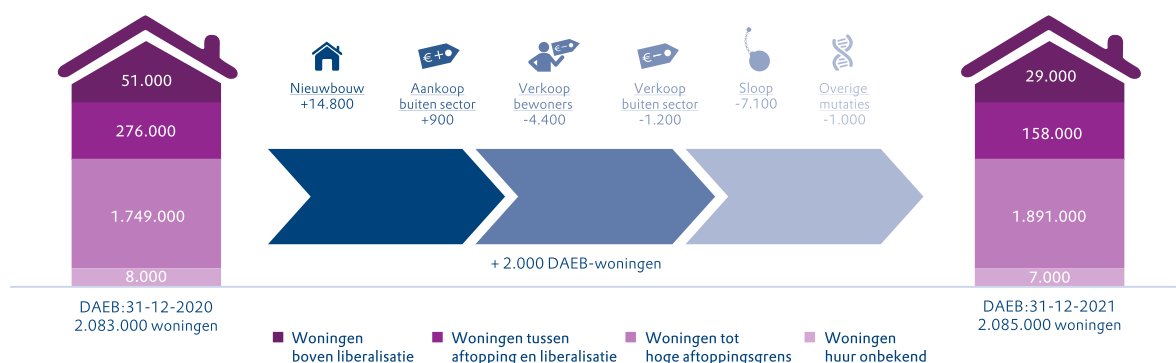 51.000
276.000
1.749.000
8.000
DAEB:31-12-2020
2.083.000 woningen
Nieuwbouw
+14.800
€+
Aankoop
buiten sector
+900
€−
Verkoop
bewoners
-4.400
€−
Verkoop
buiten sector
-1.200
Sloop
-7.100
Overige
mutaties
-1.000
+ 2.000 DAEB-woningen
29.000
158.000
1.891.000
7.000
DAEB:31-12-2021
2.085.000 woningen
Woningen
boven liberalisatie
Woningen tussen
aftopping en liberalisatie
Woningen tot
hoge aftoppingsgrens
Woningen
huur onbekend